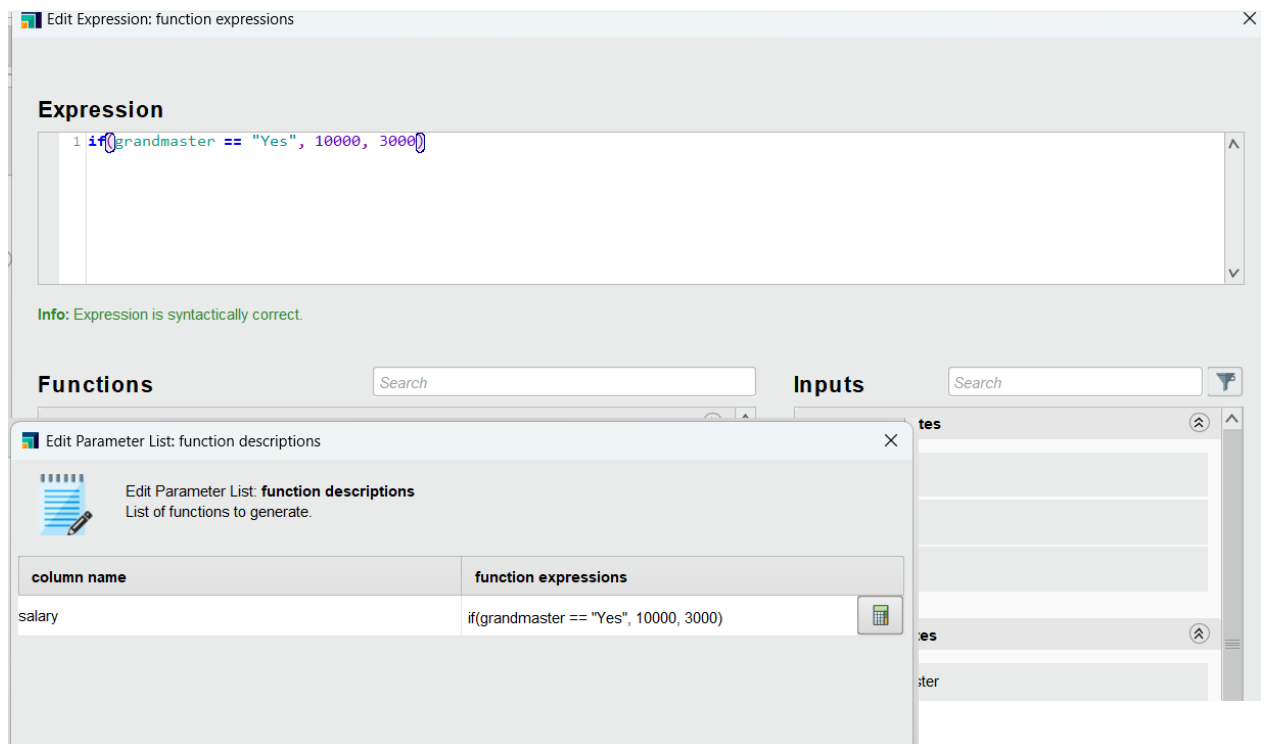 Edit Expression: function expressions
Expression
1 if(grandmaster == "Yes", 10000, 3000)
Info: Expression is syntactically correct.
Functions
Search
Inputs
Search
Edit Parameter List: function descriptions
tes
Edit Parameter List: function descriptions
List of functions to generate.
column name
function expressions
salary
if(grandmaster == "Yes", 10000, 3000)
es
ster